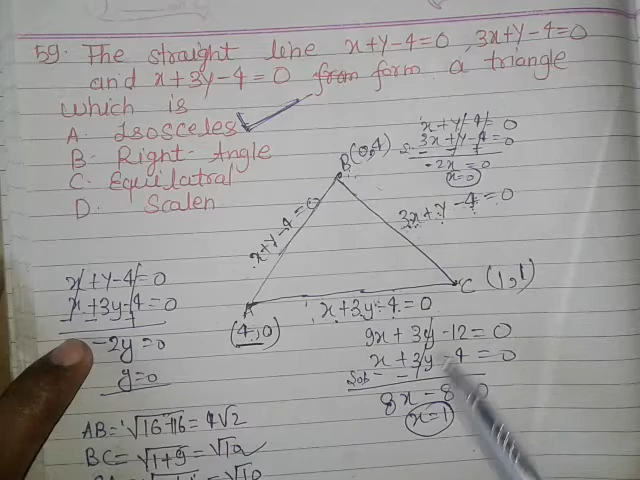 59. The straight line x+y-4=0, 3x+y-4=0
and x+3y-4=0 from form a triangle
which is
A. Isosceles
B. Right-Angle
C. Equilatral
D. Scalen
x+y-4=0
3x+y-4=0
-2x=0
x=0
B(0,4)
x+y-4=0
3x+y-4=0
A
(4,0)
C (1,1)
x+3y-4=0
x+y-4=0
x+3y-4=0
-2y=0
y=0
9x+3y-12=0
x+3y-4=0
Sub
8x-8=0
x=1
AB=√16+16=4√2
BC=√1+9=√10
=√10